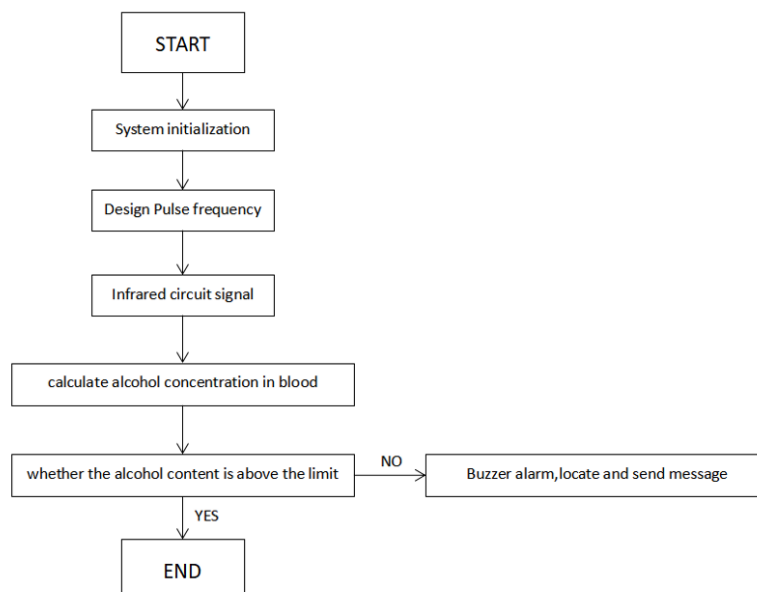 START
System initialization
Design Pulse frequency
Infrared circuit signal
calculate alcohol concentration in blood
whether the alcohol content is above the limit
NO
Buzzer alarm,locate and send message
YES
END